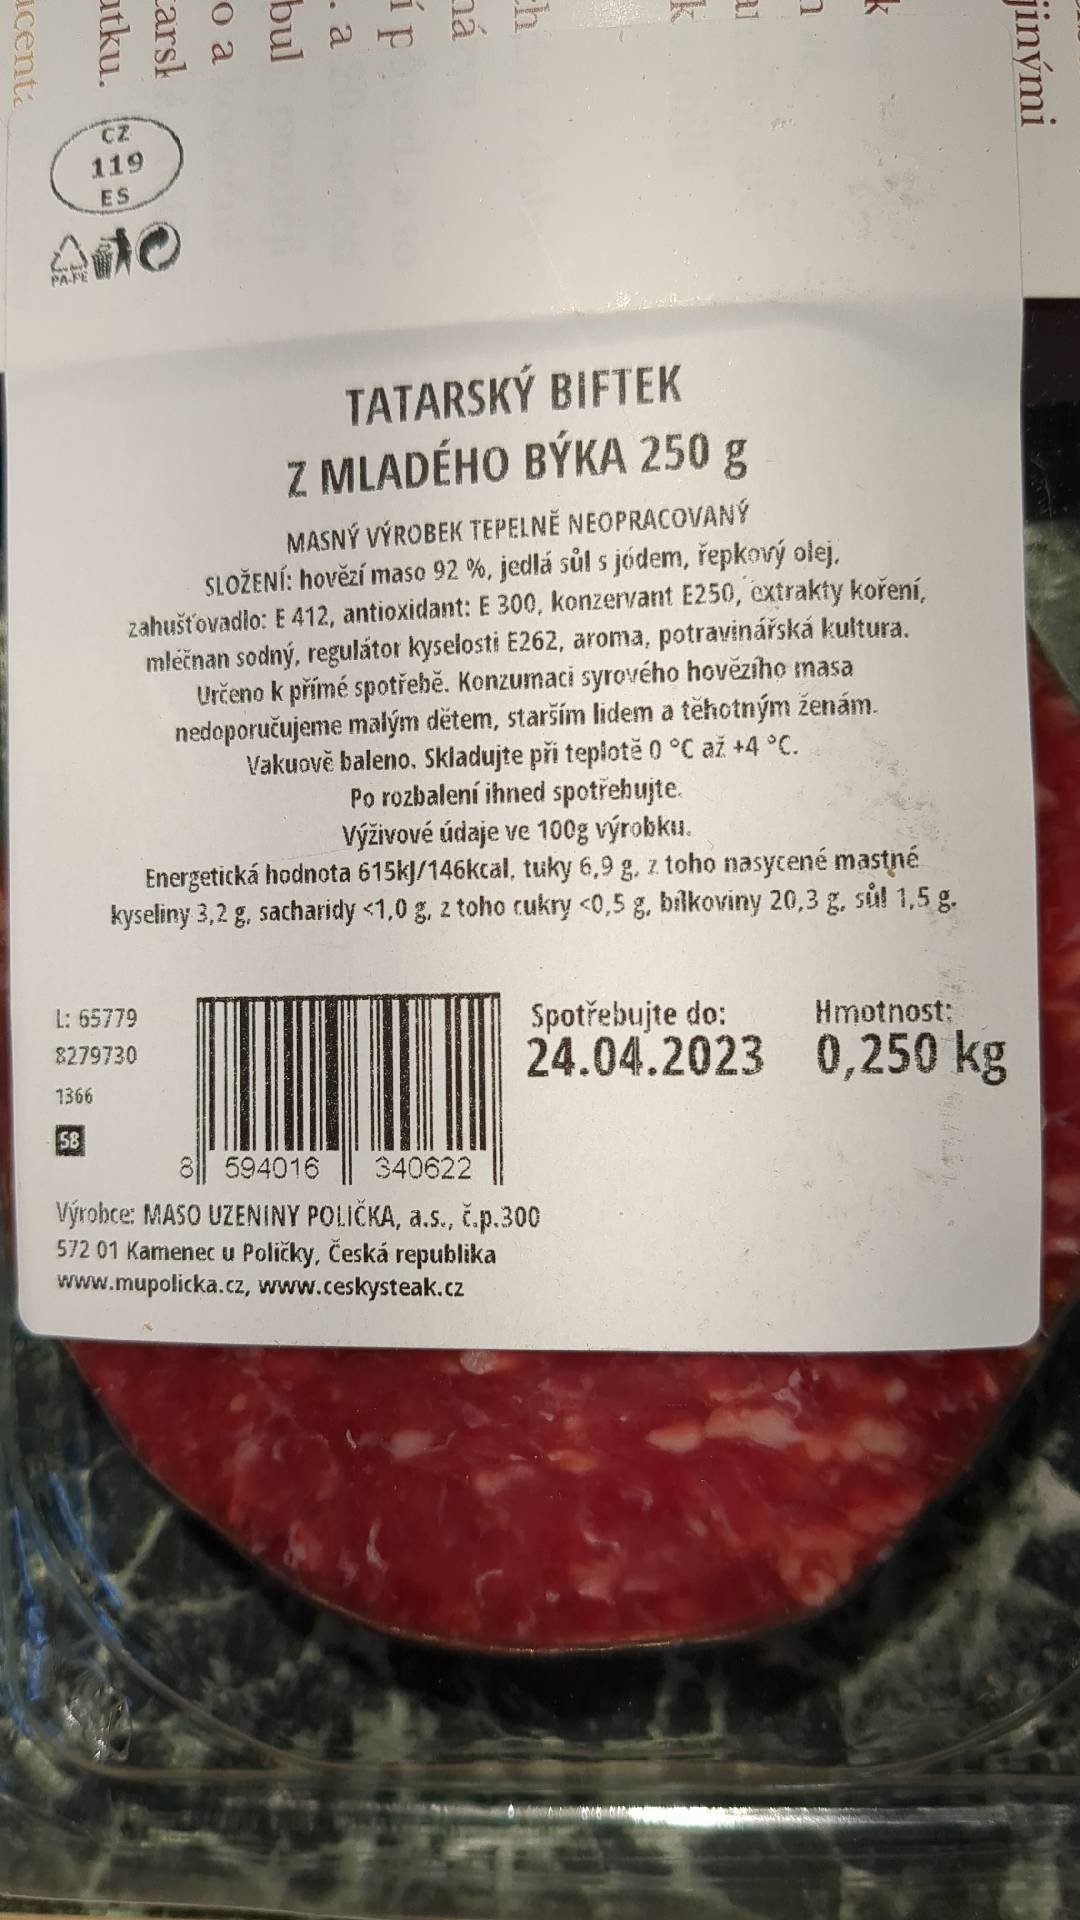 jinými
CZ
119
ES
PA-PE
TATARSKÝ BIFTEK
Z MLADÉHO BÝKA 250 g
MASNÝ VÝROBEK TEPELNĚ NEOPRACOVANÝ
SLOŽENÍ: hovězí maso 92 %, jedlá sůl s jódem, řepkový olej,
zahušťovadlo: E 412, antioxidant: E 300, konzervant E250, extrakty koření,
mléčnan sodný, regulátor kyselosti E262, aroma, potravinářská kultura.
Určeno k přímé spotřebě. Konzumaci syrového hovězího masa
nedoporučujeme malým dětem, starším lidem a těhotným ženám.
Vakuově baleno. Skladujte při teplotě 0 °C až +4 °C.
Po rozbalení ihned spotřebujte.
Výživové údaje ve 100g výrobku.
Energetická hodnota 615kJ/146kcal, tuky 6,9 g, z toho nasycené mastné
kyseliny 3,2 g, sacharidy <1,0 g, z toho cukry <0,5 g, bílkoviny 20,3 g, sůl 1,5 g.
L: 65779
8279730
1366
58
8 594016 340622
Spotřebujte do:
24.04.2023
Hmotnost:
0,250 kg
Výrobce: MASO UZENINY POLIČKA, a.s., č.p.300
572 01 Kamenec u Poličky, Česká republika
www.mupolicka.cz, www.ceskysteak.cz